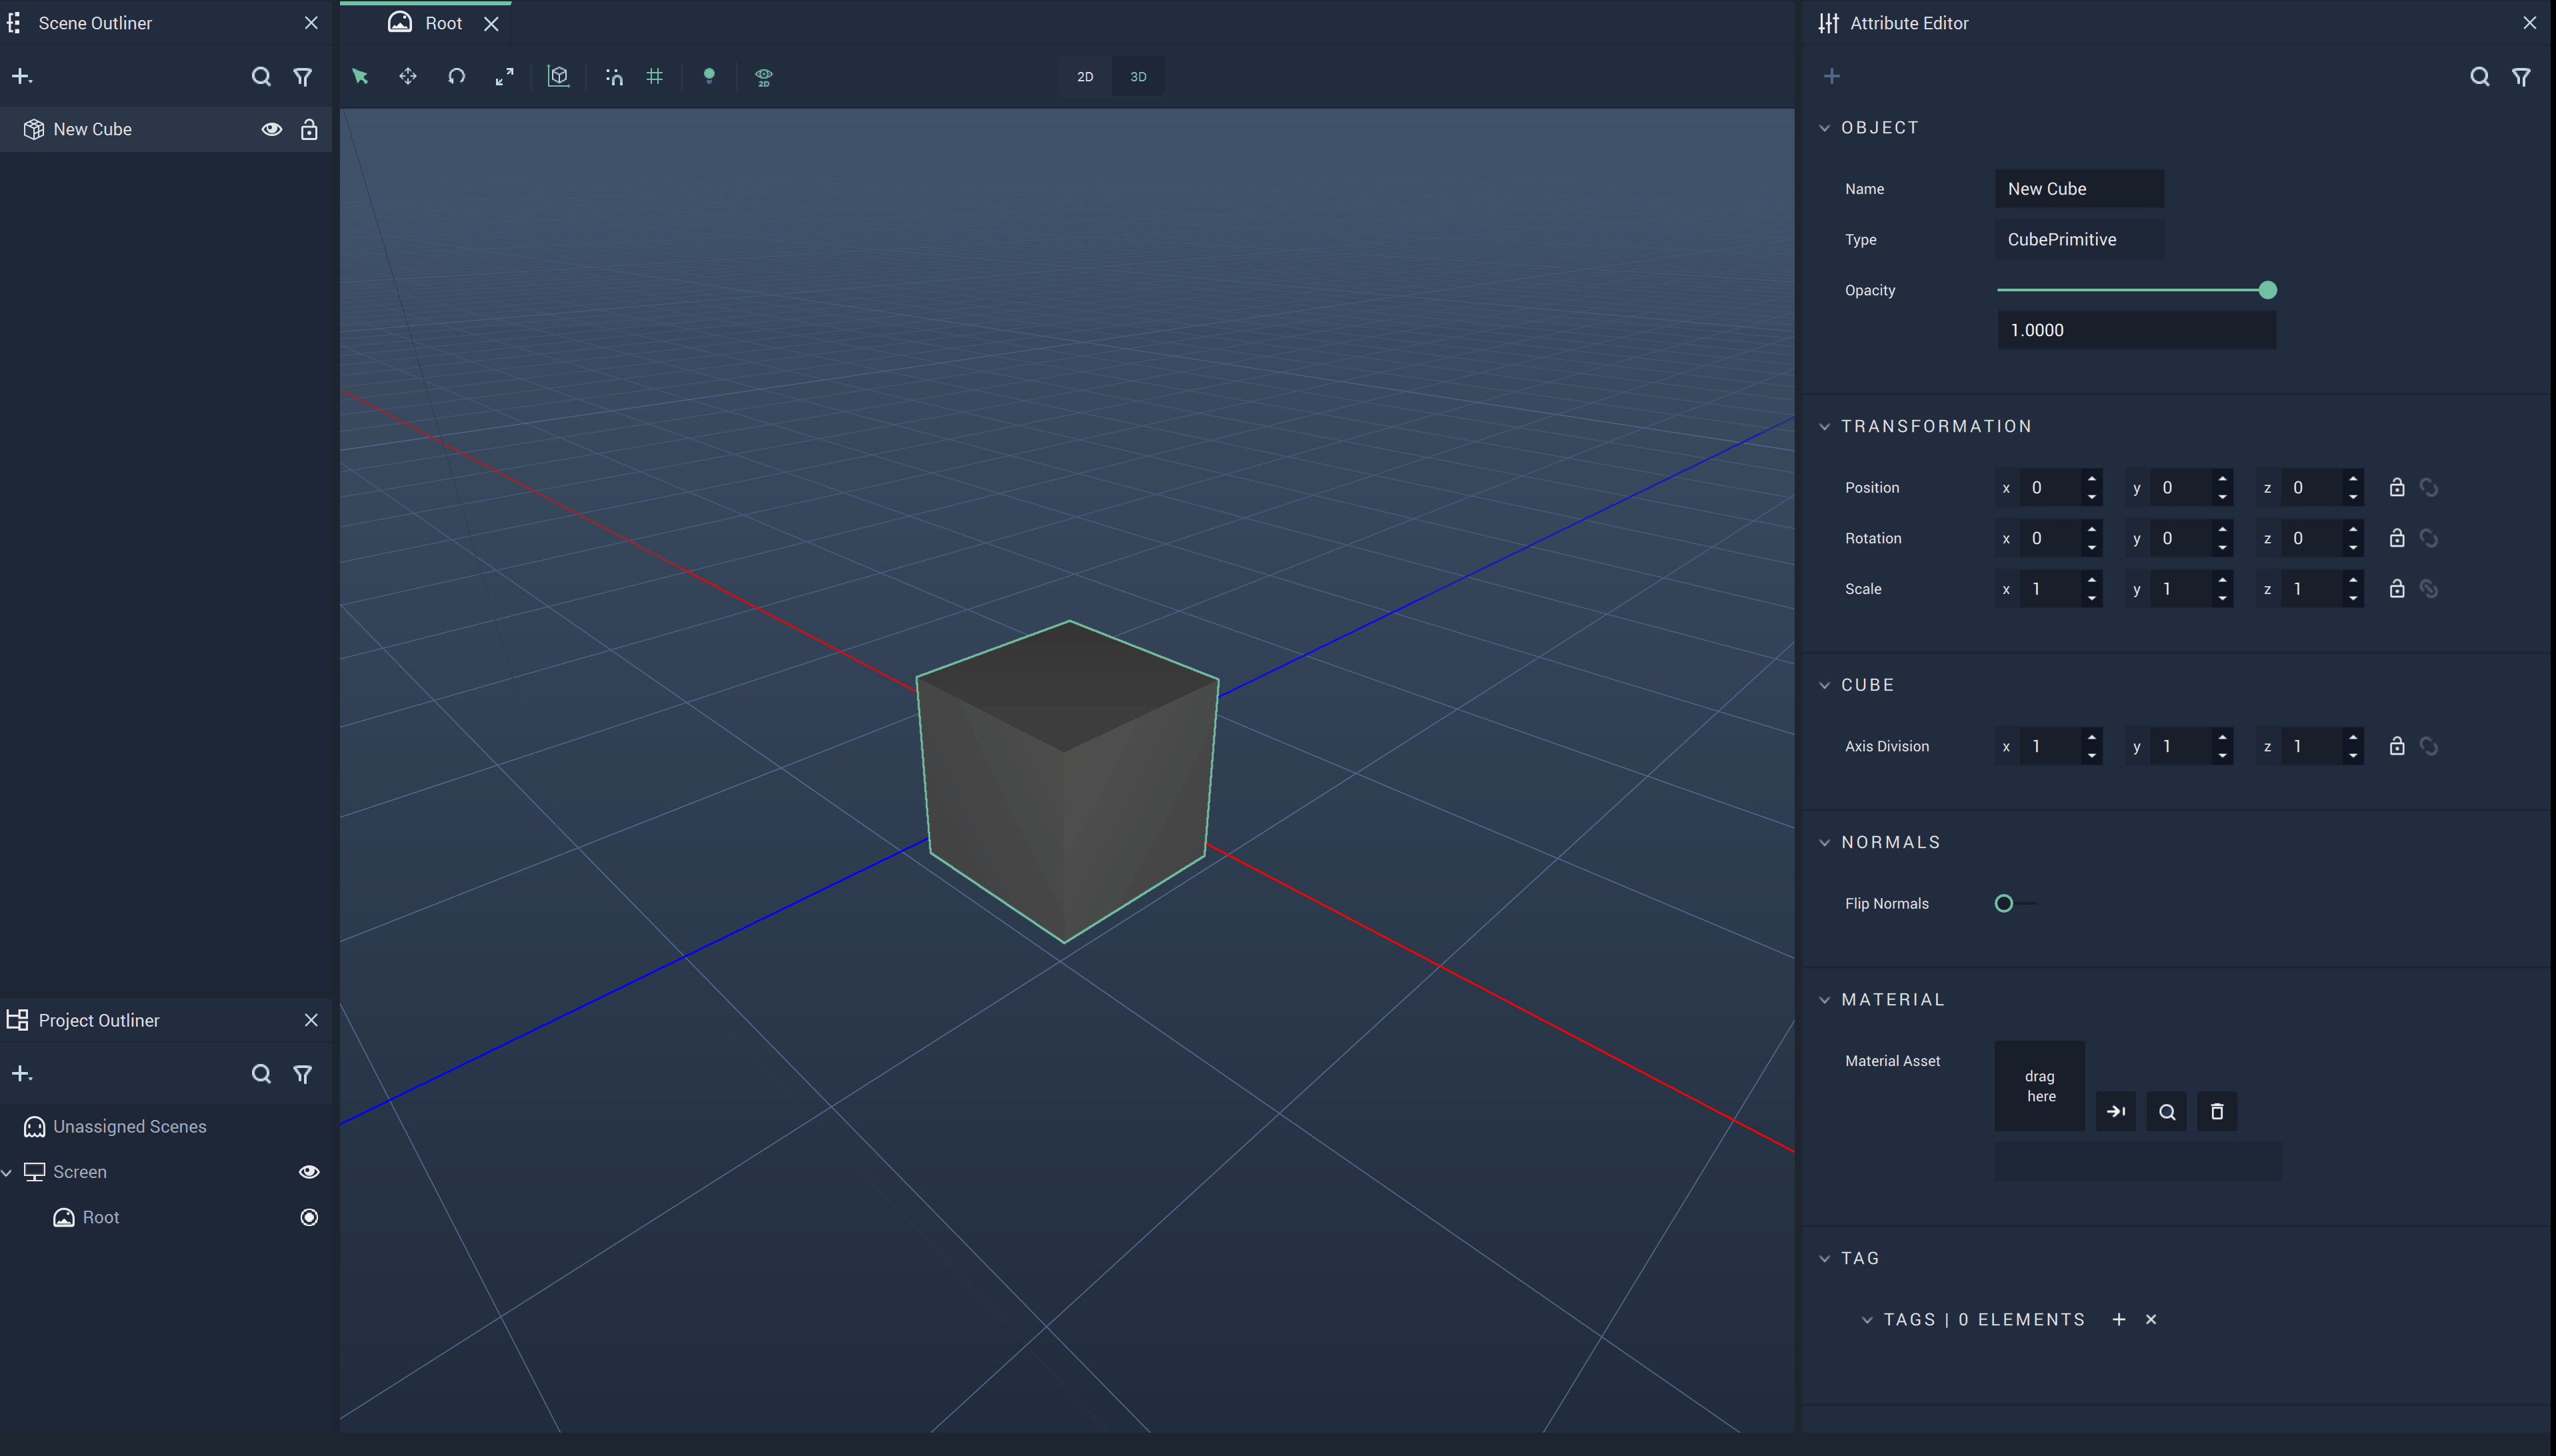 Scene Outliner
New Cube
Project Outliner
Unassigned Scenes
Screen
Root
Root
2D
2D
3D
Attribute Editor
OBJECT
Name New Cube
Type CubePrimitive
Opacity
1.0000
TRANSFORMATION
Position x 0 y 0 z 0
Rotation x 0 y 0 z 0
Scale x 1 y 1 z 1
CUBE
Axis Division x 1 y 1 z 1
NORMALS
Flip Normals
MATERIAL
Material Asset
drag
here
TAG
TAGS | 0 ELEMENTS